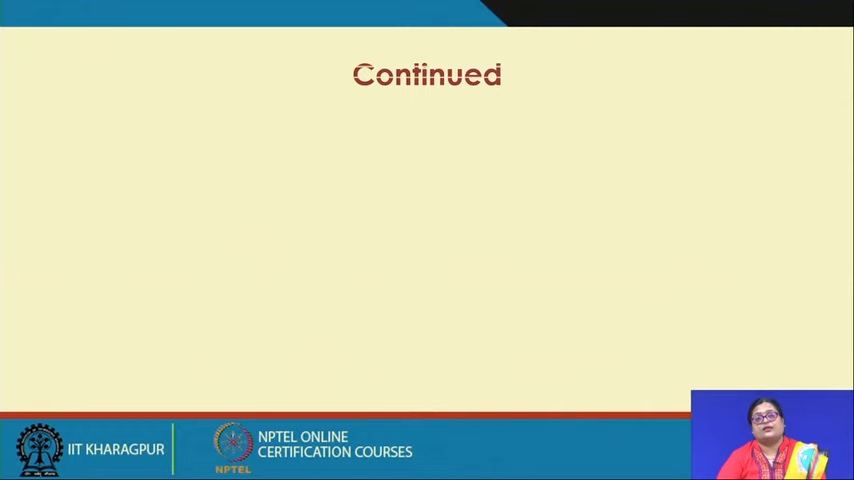 Continued
IIT KHARAGPUR
NPTEL ONLINE
CERTIFICATION COURSES
NPTEL